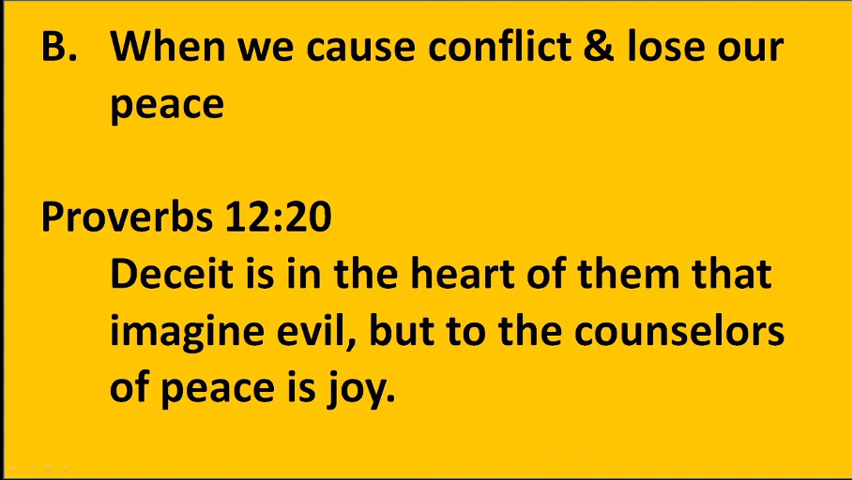 B. When we cause conflict & lose our
peace
Proverbs 12:20
Deceit is in the heart of them that
imagine evil, but to the counselors
of peace is joy.